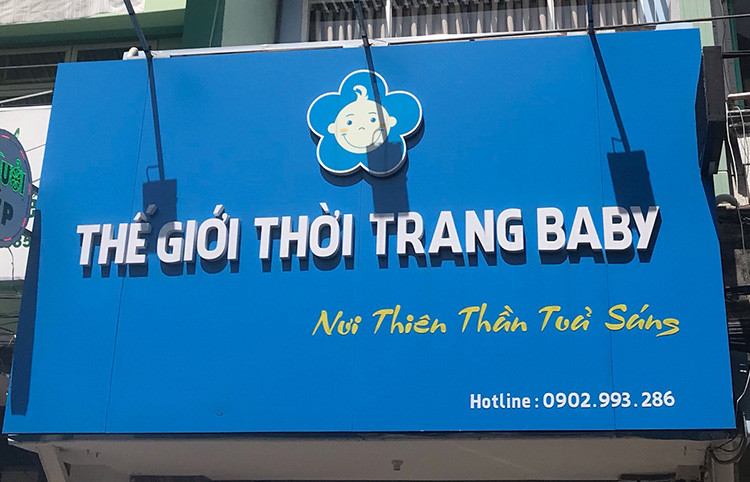 THẾ GIỚI THỜI TRANG BABY
Nơi Thiên Thần Toả Sáng
Hotline : 0902.993.286